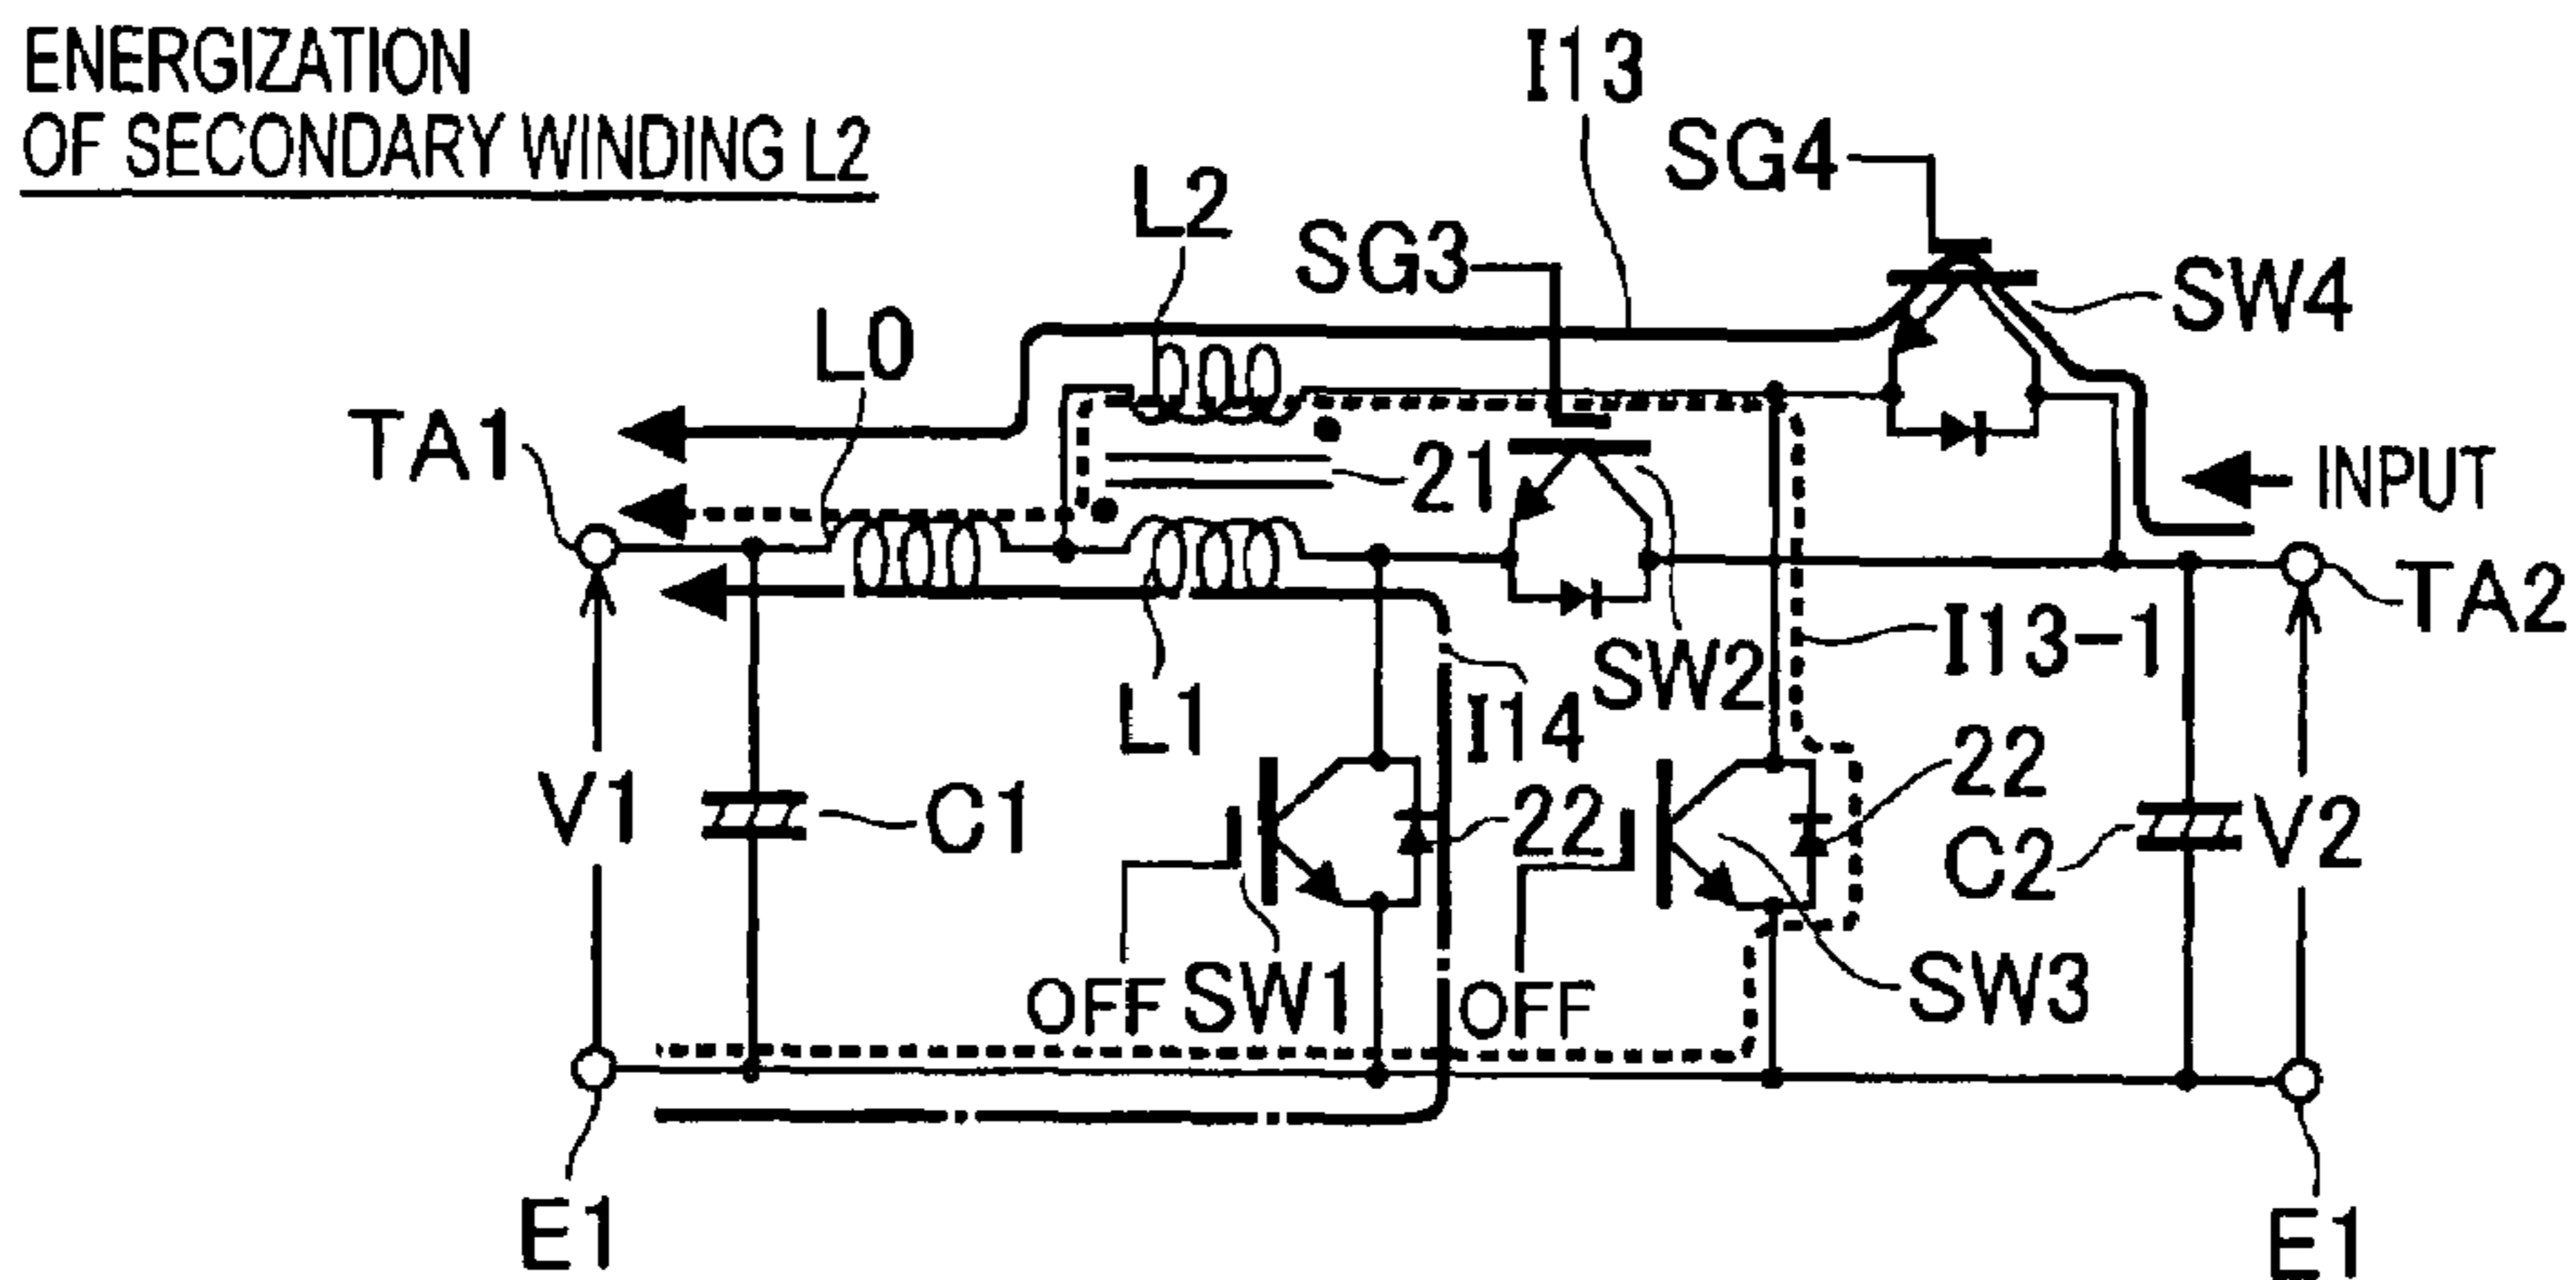 ENERGIZATION
OF SECONDARY WINDING L2
I13
SG4
L2
SG3
SW4
L0
TA1
21
INPUT
TA2
I13-1
SW2
L1
I14
22
22
V1
C1
C2
V2
OFF
SW1
OFF
SW3
E1
E1